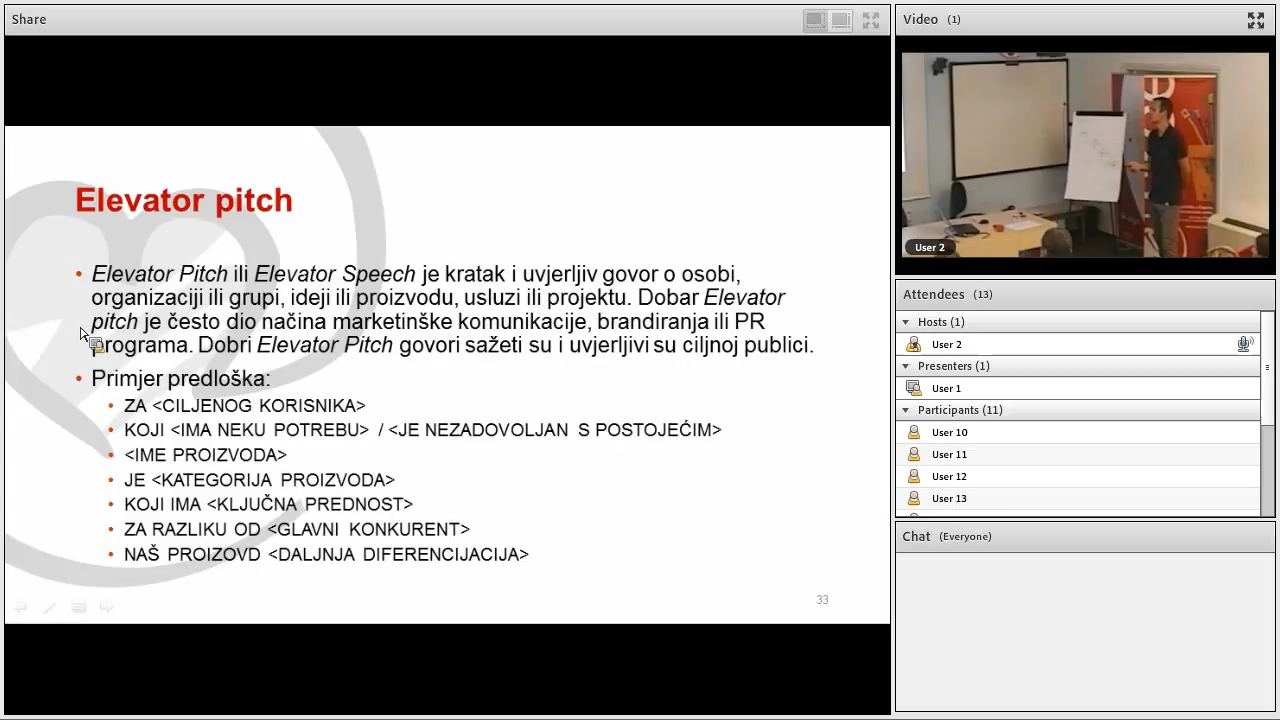 Share
Elevator pitch
• Elevator Pitch ili Elevator Speech je kratak i uvjerljiv govor o osobi,
organizaciji ili grupi, ideji ili proizvodu, usluzi ili projektu. Dobar Elevator
pitch je često dio načina marketinške komunikacije, brandiranja ili PR
programa. Dobri Elevator Pitch govori sažeti su i uvjerljivi su ciljnoj publici.
• Primjer predloška:
• ZA <CILJENOG KORISNIKA>
• KOJI <IMA NEKU POTREBU> / <JE NEZADOVOLJAN S POSTOJEĆIM>
• <IME PROIZVODA>
• JE <KATEGORIJA PROIZVODA>
• KOJI IMA <KLJUČNA PREDNOST>
• ZA RAZLIKU OD <GLAVNI KONKURENT>
• NAŠ PROIZOVD <DALJNJA DIFERENCIJACIJA>
33
Video (1)
User 2
Attendees (13)
Hosts (1)
User 2
Presenters (1)
User 1
Participants (11)
User 10
User 11
User 12
User 13
Chat (Everyone)